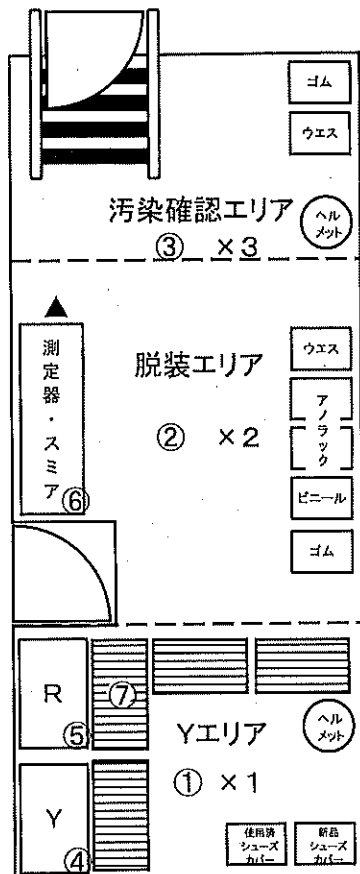 ゴム
ウエス
汚染確認エリア
ヘル
メット
③ ×3
測定器・スミア
⑥
脱装エリア
② ×2
ウエス
アノラック
ビニール
ゴム
R
⑤
⑦
Yエリア
ヘル
メット
① ×1
Y
④
使用済
シューズ
カバー
新品
シューズ
カバー